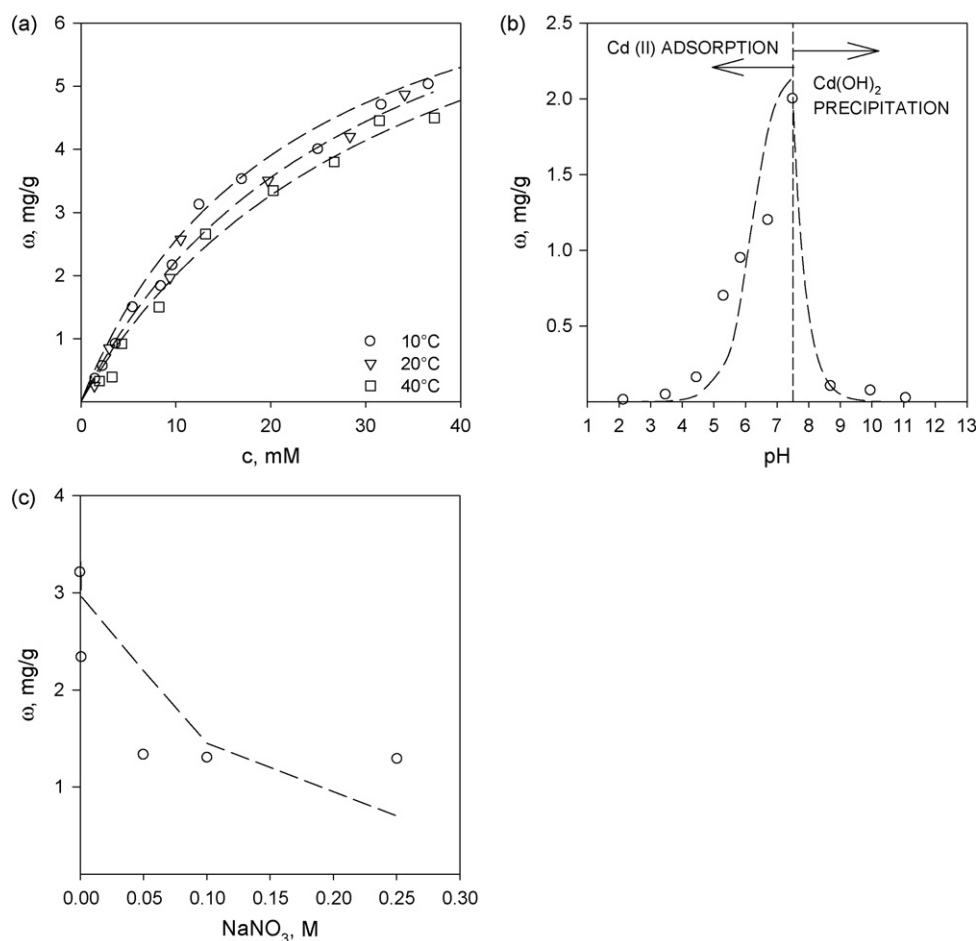 (a)
6
5
4
3
2
1
ω, mg/g
0
10
20
30
40
c, mM
10°C
20°C
40°C
(b)
2.5
2.0
1.5
1.0
0.5
ω, mg/g
Cd (II) ADSORPTION
Cd(OH)₂
PRECIPITATION
1 2 3 4 5 6 7 8 9 10 11 12 13
pH
(c)
4
3
2
1
ω, mg/g
0.00 0.05 0.10 0.15 0.20 0.25 0.30
NaNO₃, M